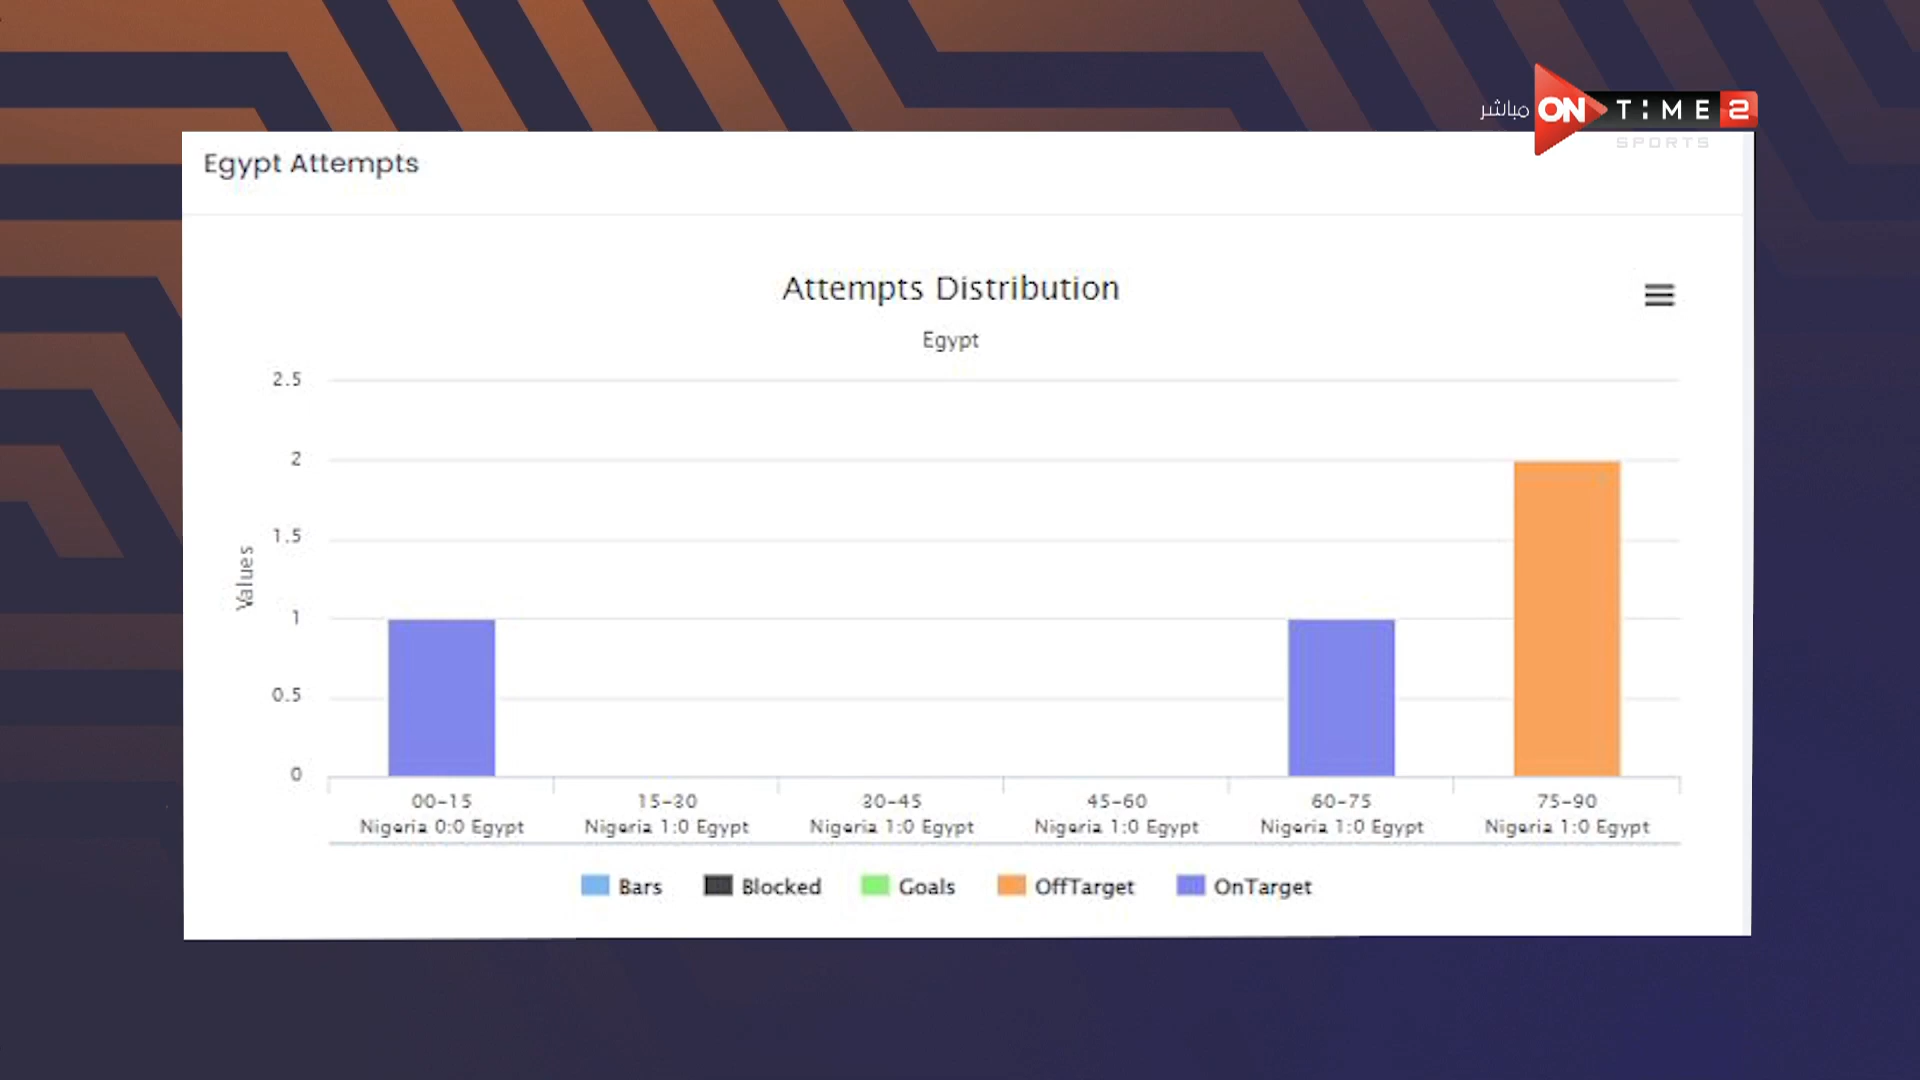 مباشر ON TIME 2
SPORTS
Egypt Attempts
Attempts Distribution
Egypt
2.5
2
1.5
1
0.5
0
Values
00-15 15-30 30-45 45-60 60-75 75-90
Nigeria 0:0 Egypt Nigeria 1:0 Egypt Nigeria 1:0 Egypt Nigeria 1:0 Egypt Nigeria 1:0 Egypt Nigeria 1:0 Egypt
Bars Blocked Goals OffTarget OnTarget